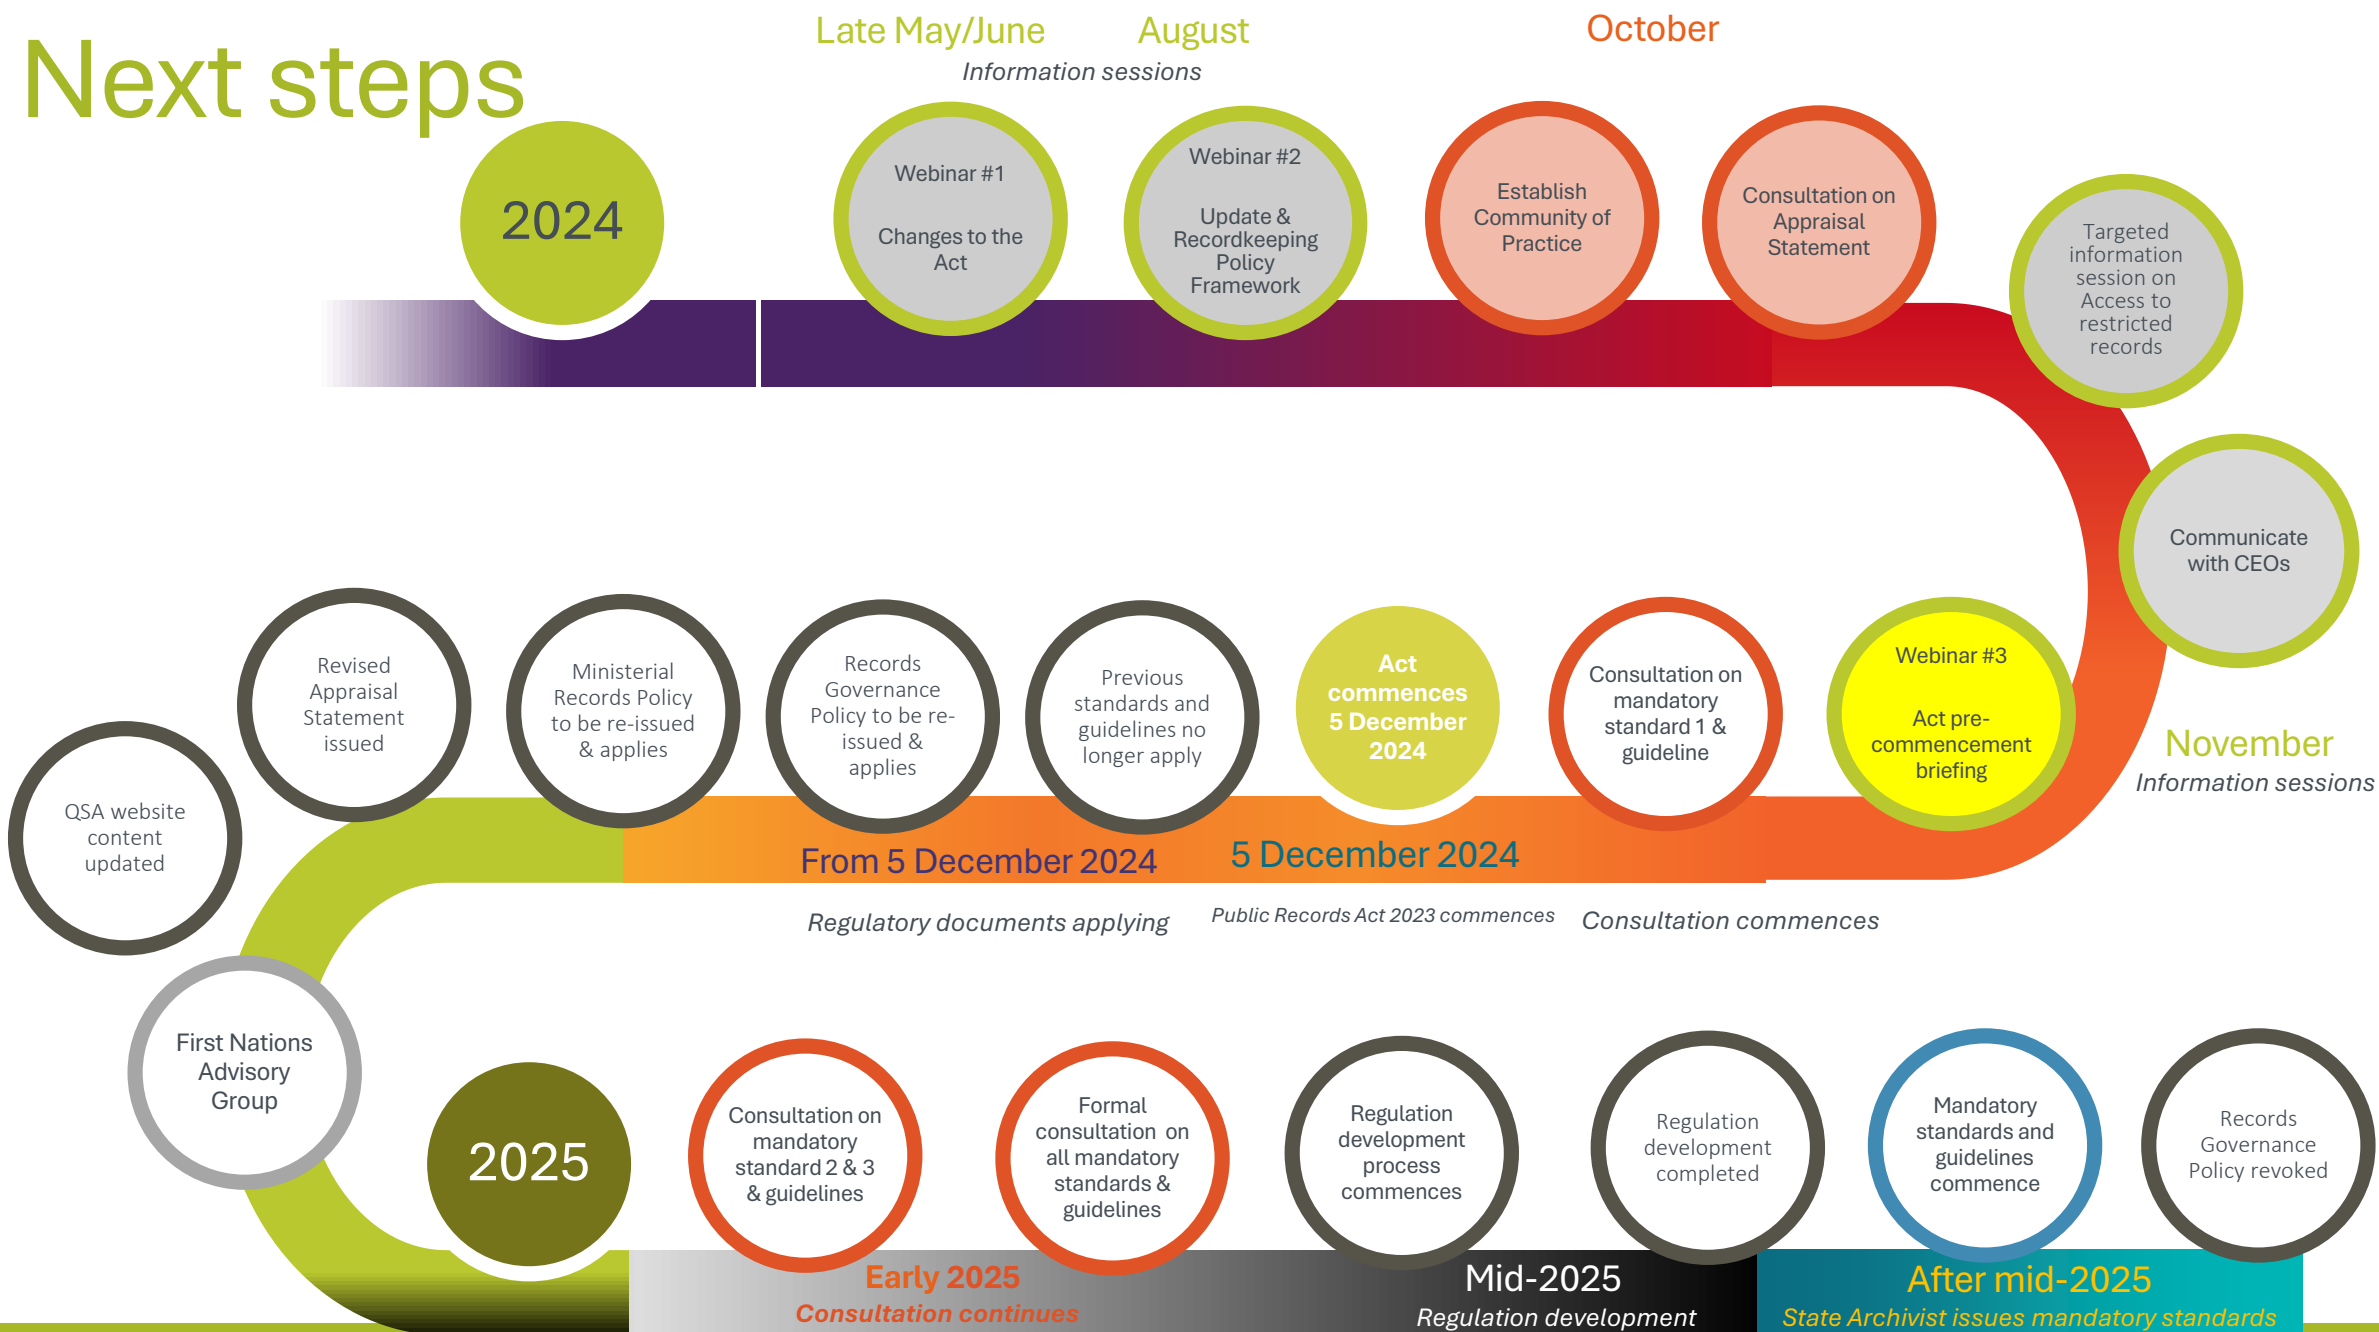 Next steps
Late May/June
August
Information sessions
October
2024
Webinar #1
Changes to the
Act
Webinar #2
Update &
Recordkeeping
Policy
Framework
Establish
Community of
Practice
Consultation on
Appraisal
Statement
Targeted
information
session on
Access to
restricted
records
Communicate
with CEOs
November
Information sessions
Webinar #3
Act pre-
commencement
briefing
Consultation on
mandatory
standard 1 &
guideline
Consultation commences
Act
commences
5 December
2024
5 December 2024
Public Records Act 2023 commences
Previous
standards and
guidelines no
longer apply
Records
Governance
Policy to be re-
issued &
applies
From 5 December 2024
Regulatory documents applying
Ministerial
Records Policy
to be re-issued
& applies
Revised
Appraisal
Statement
issued
QSA website
content
updated
First Nations
Advisory
Group
2025
Consultation on
mandatory
standard 2 & 3
& guidelines
Formal
consultation on
all mandatory
standards &
guidelines
Early 2025
Consultation continues
Regulation
development
process
commences
Regulation
development
completed
Mid-2025
Regulation development
Mandatory
standards and
guidelines
commence
Records
Governance
Policy revoked
After mid-2025
State Archivist issues mandatory standards